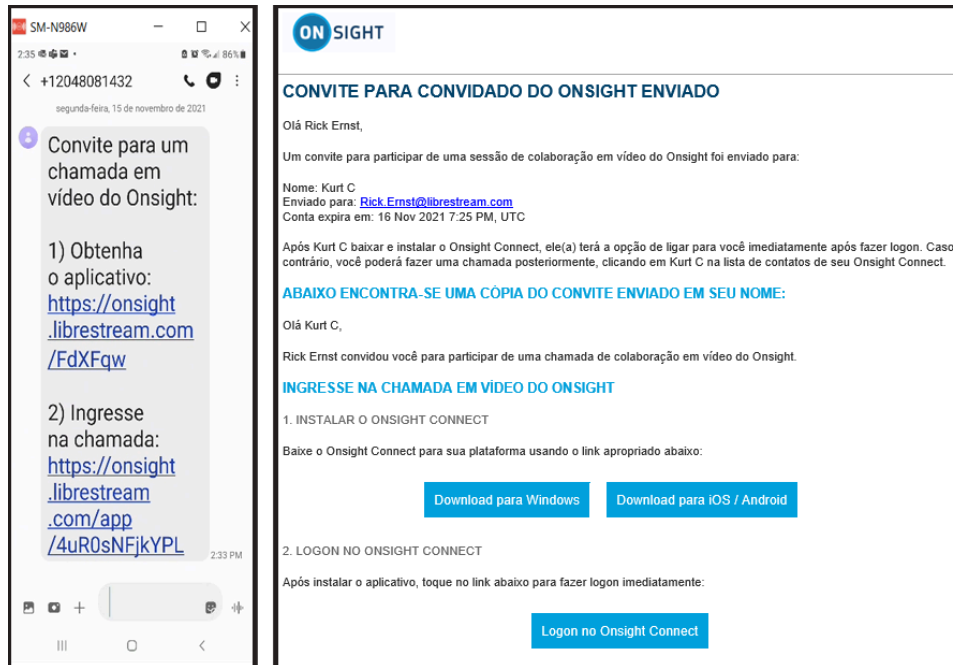 SM-N986W
2:35
86%
+12048081432
segunda-feira, 15 de novembro de 2021
Convite para um
chamada em
vídeo do Onsight:
1) Obtenha
o aplicativo:
https://onsight
.librestream.com
/FdXFqw
2) Ingresse
na chamada:
https://onsight
.librestream
.com/app
/4uR0sNFjkYPL
2:33 PM
ON SIGHT
CONVITE PARA CONVIDADO DO ONSIGHT ENVIADO
Olá Rick Ernst,
Um convite para participar de uma sessão de colaboração em vídeo do Onsight foi enviado para:
Nome: Kurt C
Enviado para: Rick.Ernst@librestream.com
Conta expira em: 16 Nov 2021 7:25 PM, UTC
Após Kurt C baixar e instalar o Onsight Connect, ele(a) terá a opção de ligar para você imediatamente após fazer logon. Caso
contrário, você poderá fazer uma chamada posteriormente, clicando em Kurt C na lista de contatos de seu Onsight Connect.
ABAIXO ENCONTRA-SE UMA CÓPIA DO CONVITE ENVIADO EM SEU NOME:
Olá Kurt C,
Rick Ernst convidou você para participar de uma chamada de colaboração em vídeo do Onsight.
INGRESSE NA CHAMADA EM VÍDEO DO ONSIGHT
1. INSTALAR O ONSIGHT CONNECT
Baixe o Onsight Connect para sua plataforma usando o link apropriado abaixo:
Download para Windows
Download para iOS / Android
2. LOGON NO ONSIGHT CONNECT
Após instalar o aplicativo, toque no link abaixo para fazer logon imediatamente:
Logon no Onsight Connect